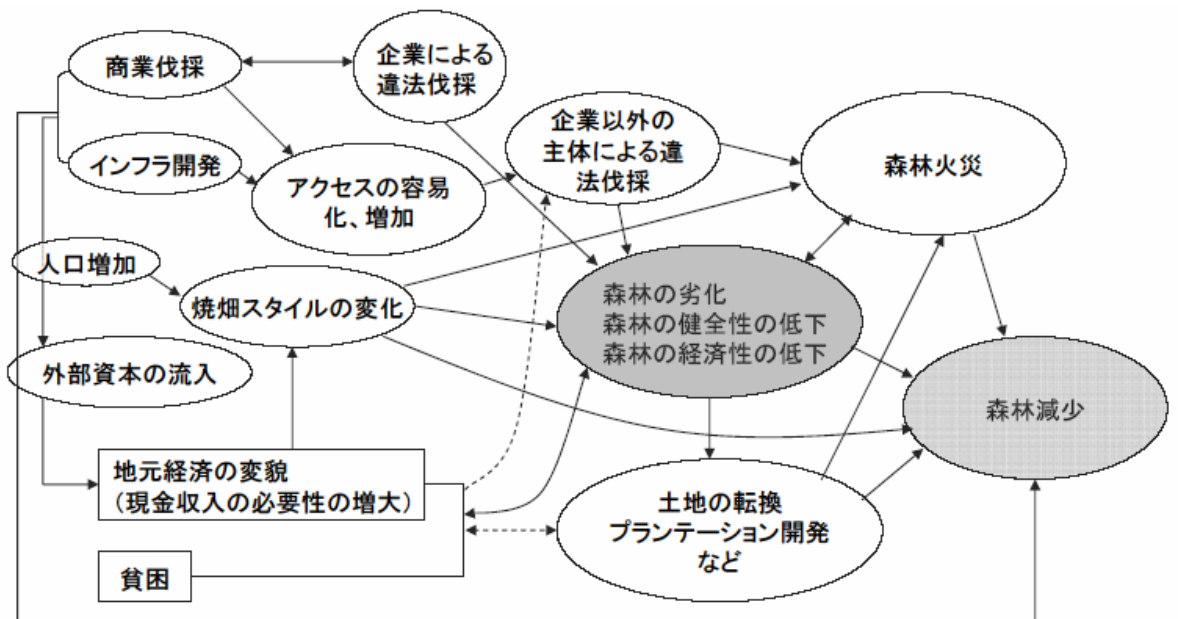 商業伐採
企業による
違法伐採
企業以外の
主体による違
法伐採
森林火災
インフラ開発
アクセスの容易
化、増加
人口増加
焼畑スタイルの変化
森林の劣化
森林の健全性の低下
森林の経済性の低下
外部資本の流入
森林減少
地元経済の変貌
(現金収入の必要性の増大)
土地の転換
プランテーション開発
など
貧困